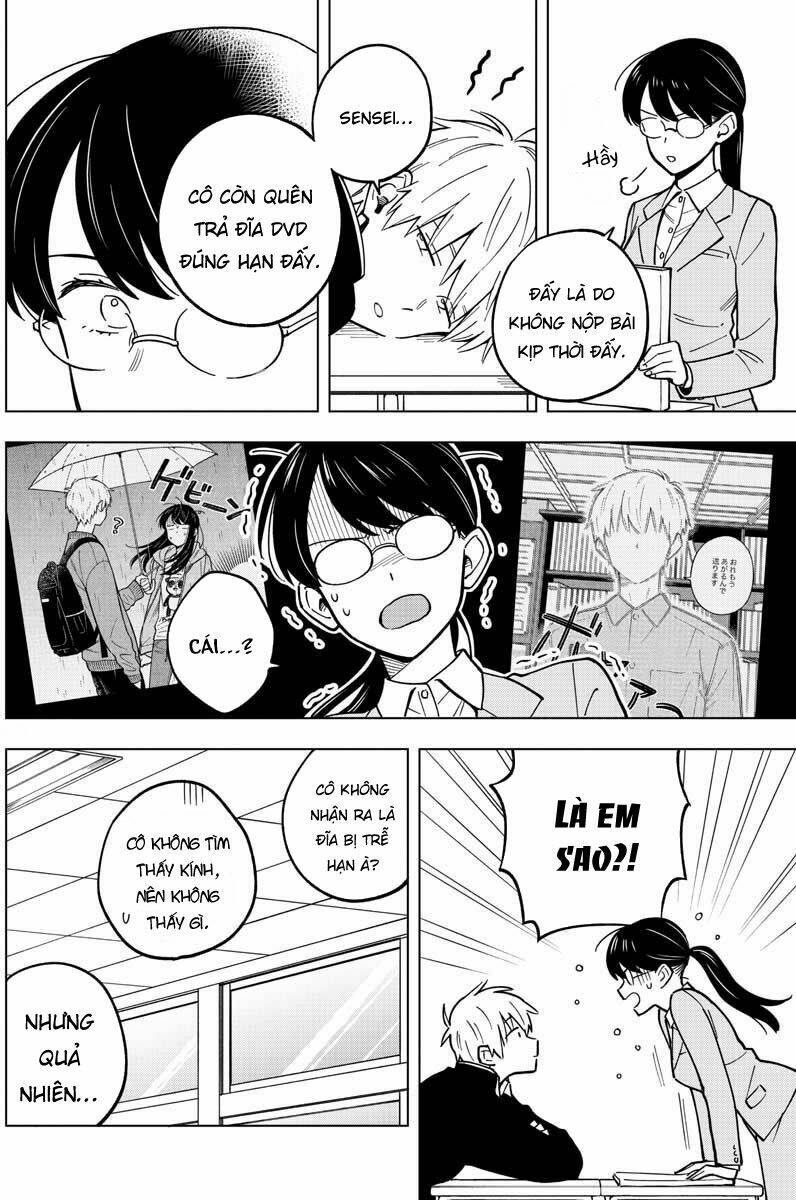 Hầy
ĐẤY LÀ DO
KHÔNG NỘP BÀI
KỊP THỜI ĐẤY.
SENSEI...
CÔ CÒN QUÊN
TRẢ ĐĨA DVD
ĐÚNG HẠN ĐẤY.
おれもう
あがるんで
送ります
ガビーン
CÁI...?
?
LÀ EM
SAO?!
CÔ KHÔNG
NHẬN RA LÀ
ĐĨA BỊ TRỄ
HẠN À?
CÔ KHÔNG TÌM
THẤY KÍNH,
NÊN KHÔNG
THẤY GÌ.
NHƯNG
QUẢ
NHIÊN...